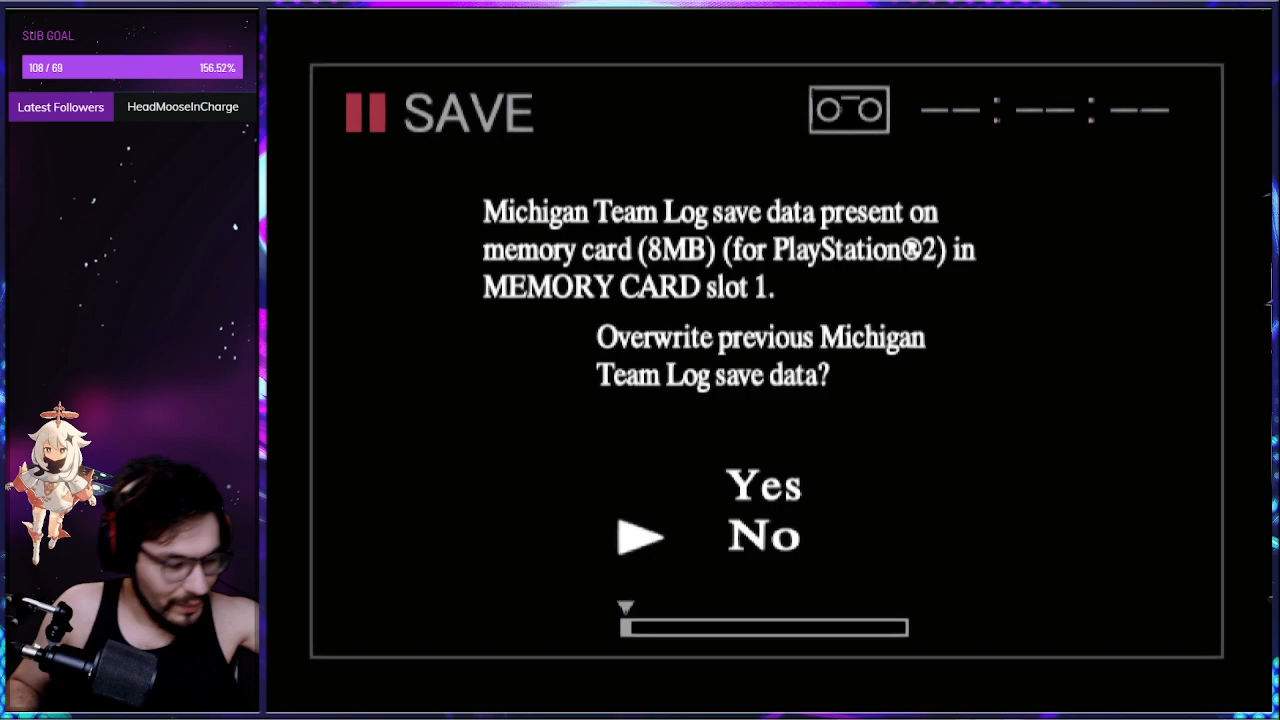 SUB GOAL
108 / 69 156.52%
Latest Followers HeadMooseInCharge
SAVE -- : -- : --
Michigan Team Log save data present on
memory card (8MB) (for PlayStation®2) in
MEMORY CARD slot 1.
Overwrite previous Michigan
Team Log save data?
Yes
No